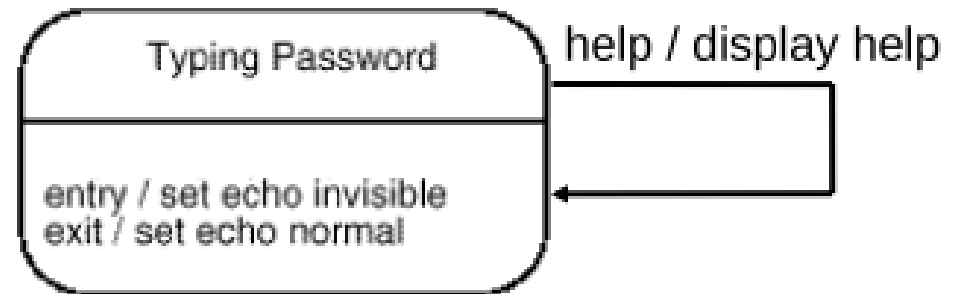 Typing Password
help / display help
entry / set echo invisible
exit / set echo normal